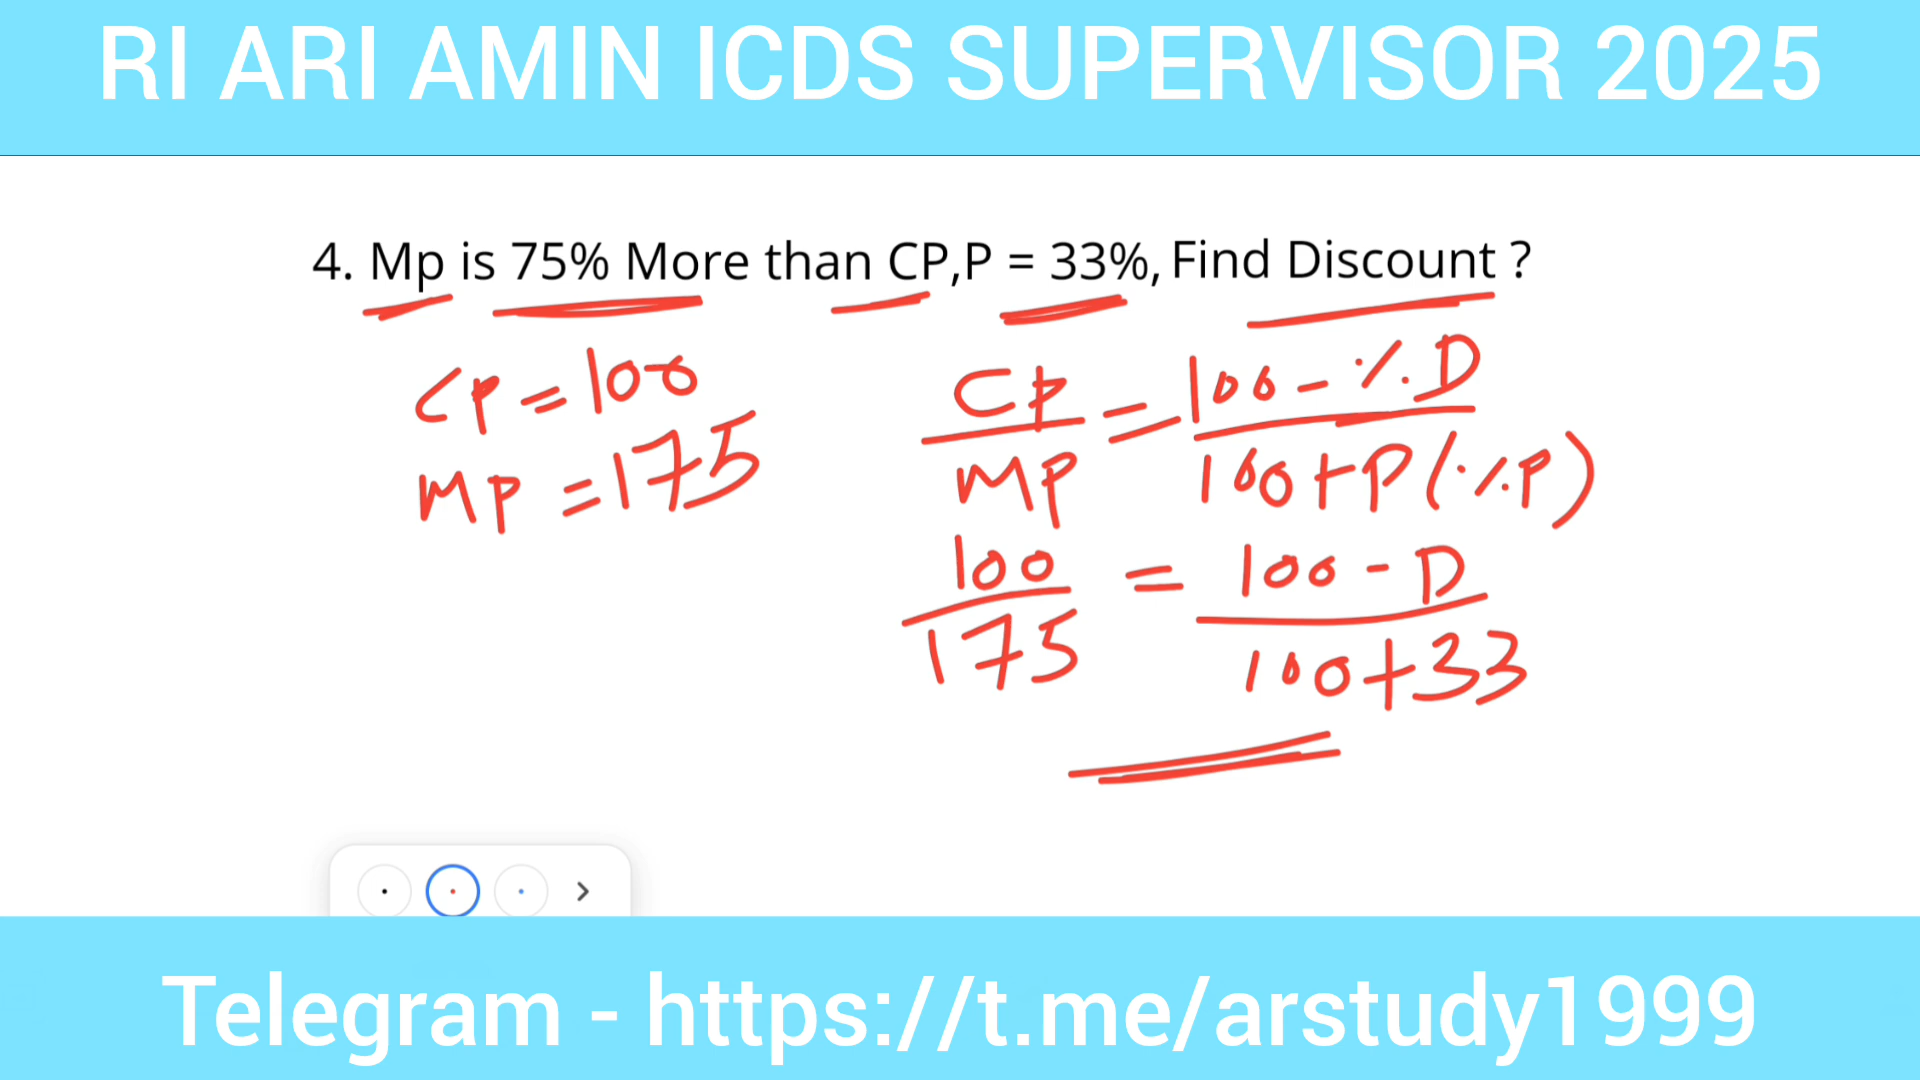 RI ARI AMIN ICDS SUPERVISOR 2025
4. Mp is 75% More than CP,P = 33%, Find Discount ?
CP = 100
MP = 175
CP/MP = 100 - %D/100+P(%P)
100/175 = 100 - D/100+33
Telegram - https://t.me/arstudy1999